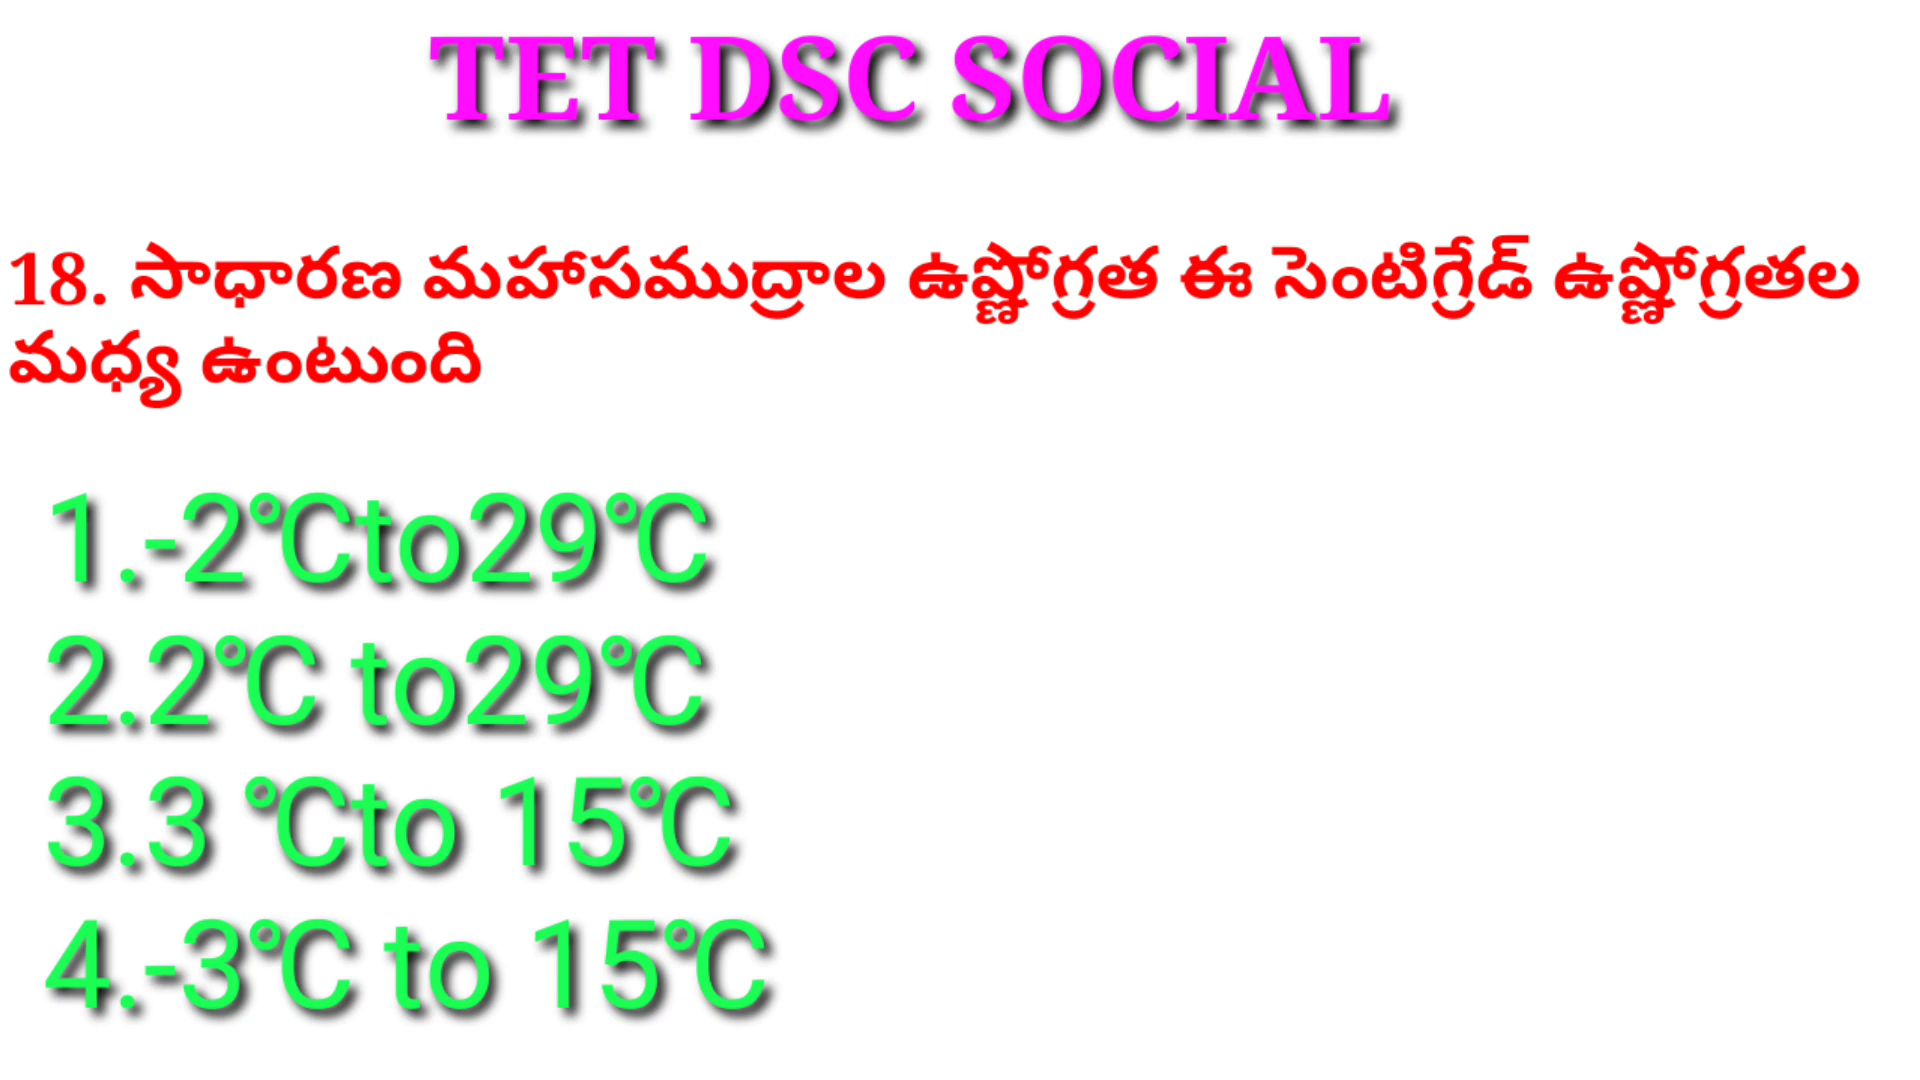 TET DSC SOCIAL
18. సాధారణ మహాసముద్రాల ఉష్ణోగ్రత ఈ సెంటిగ్రేడ్ ఉష్ణోగ్రతల
మధ్య ఉంటుంది
1.-2℃to29℃
2.2℃ to29℃
3.3 ℃to 15℃
4.-3℃ to 15℃